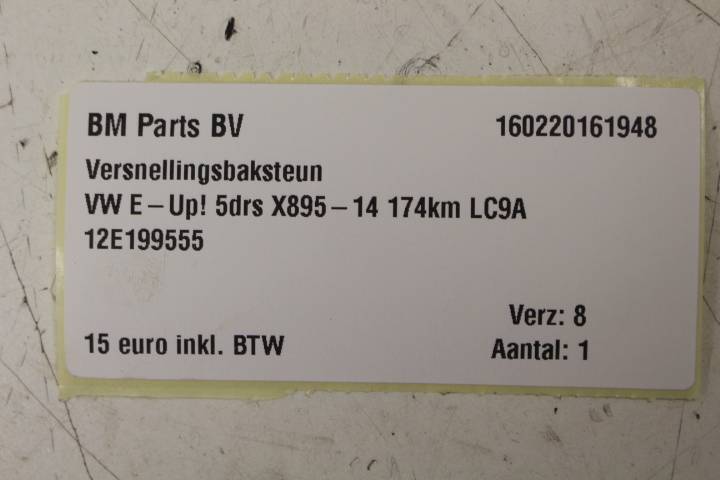 BM Parts BV 160220161948
Versnellingsbaksteun
VW E-Up! 5drs X895-14 174km LC9A
12E199555
Verz: 8
15 euro inkl. BTW Aantal: 1